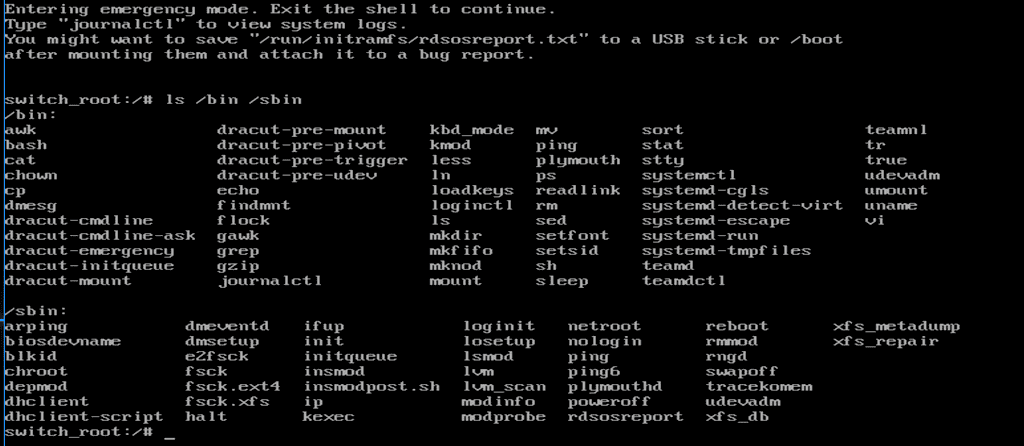 Entering emergency mode. Exit the shell to continue.
Type "journalctl" to view system logs.
You might want to save "/run/initramfs/rdsosreport.txt" to a USB stick or /boot
after mounting them and attach it to a bug report.
switch_root:/# ls /bin /sbin
/bin:
awk dracut-pre-mount kbd_mode mv sort teamnl
bash dracut-pre-pivot kmod ping stat tr
cat dracut-pre-trigger less plymouth stty true
chown dracut-pre-udev ln ps systemctl udevadm
cp echo loadkeys readlink systemd-cgls umount
dmesg findmnt loginctl rm systemd-detect-virt uname
dracut-cmdline flock ls sed systemd-escape vi
dracut-cmdline-ask gawk mkdir setfont systemd-run
dracut-emergency grep mkfifo setsid systemd-tmpfiles
dracut-initqueue gzip mknod sh teamd
dracut-mount journalctl mount sleep teamdctl
/sbin:
arping dmeventd ifup loginit netroot reboot xfs_metadump
biosdevname dmsetup init losetup nologin rmmod xfs_repair
blkid e2fsck initqueue lsmod ping rngd
chroot fsck insmod lvm ping6 swapoff
depmod fsck.ext4 insmodpost.sh lvm_scan plymouthd tracekomem
dhclient fsck.xfs ip modinfo poweroff udevadm
dhclient-script halt kexec modprobe rdsosreport xfs_db
switch_root:/# _